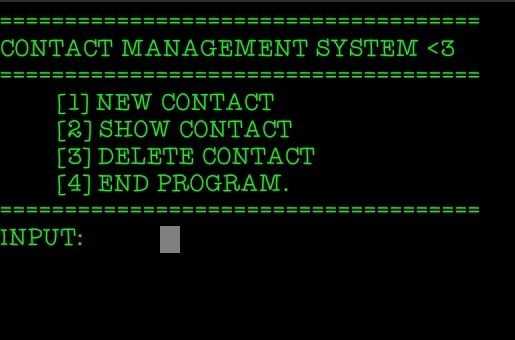 =====================================
CONTACT MANAGEMENT SYSTEM <3
=====================================
[1] NEW CONTACT
[2] SHOW CONTACT
[3] DELETE CONTACT
[4] END PROGRAM.
=====================================
INPUT: